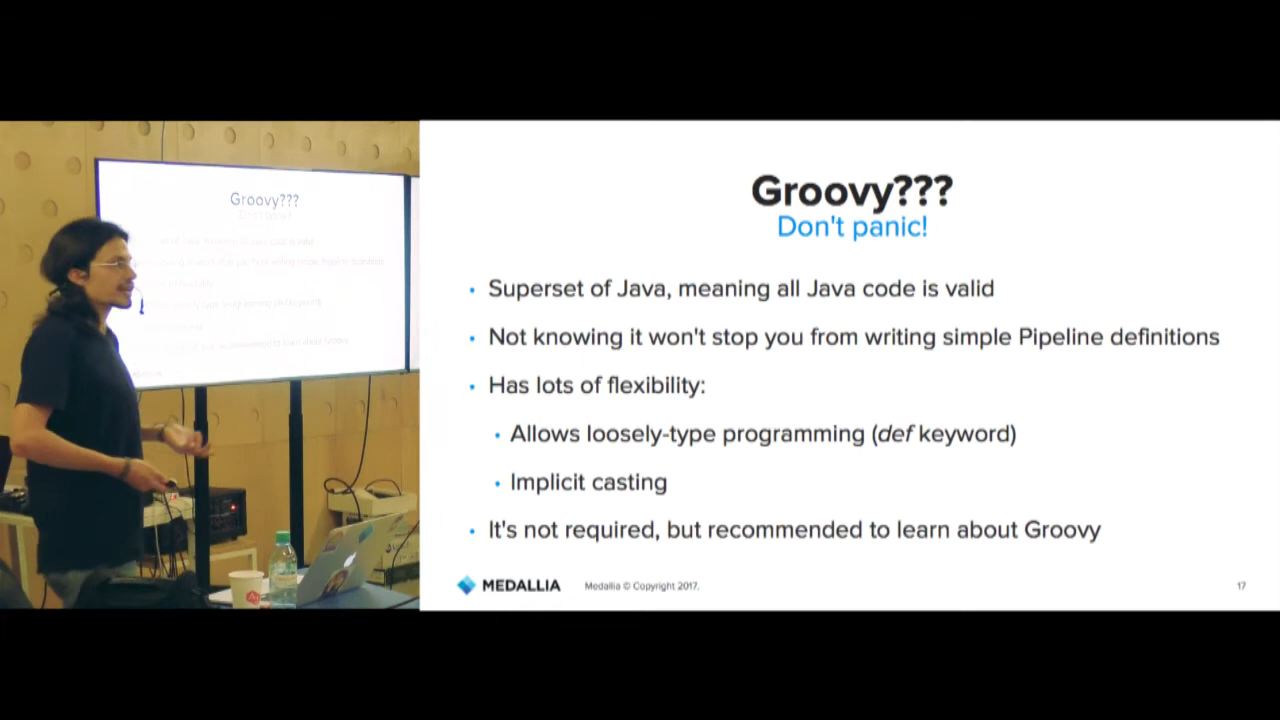 Groovy???
Groovy???
Don't panic!
• Superset of Java, meaning all Java code is valid
• Not knowing it won't stop you from writing simple Pipeline definitions
• Has lots of flexibility:
• Allows loosely-type programming (def keyword)
• Implicit casting
• It's not required, but recommended to learn about Groovy
MEDALLIA
Medallia © Copyright 2017.
17